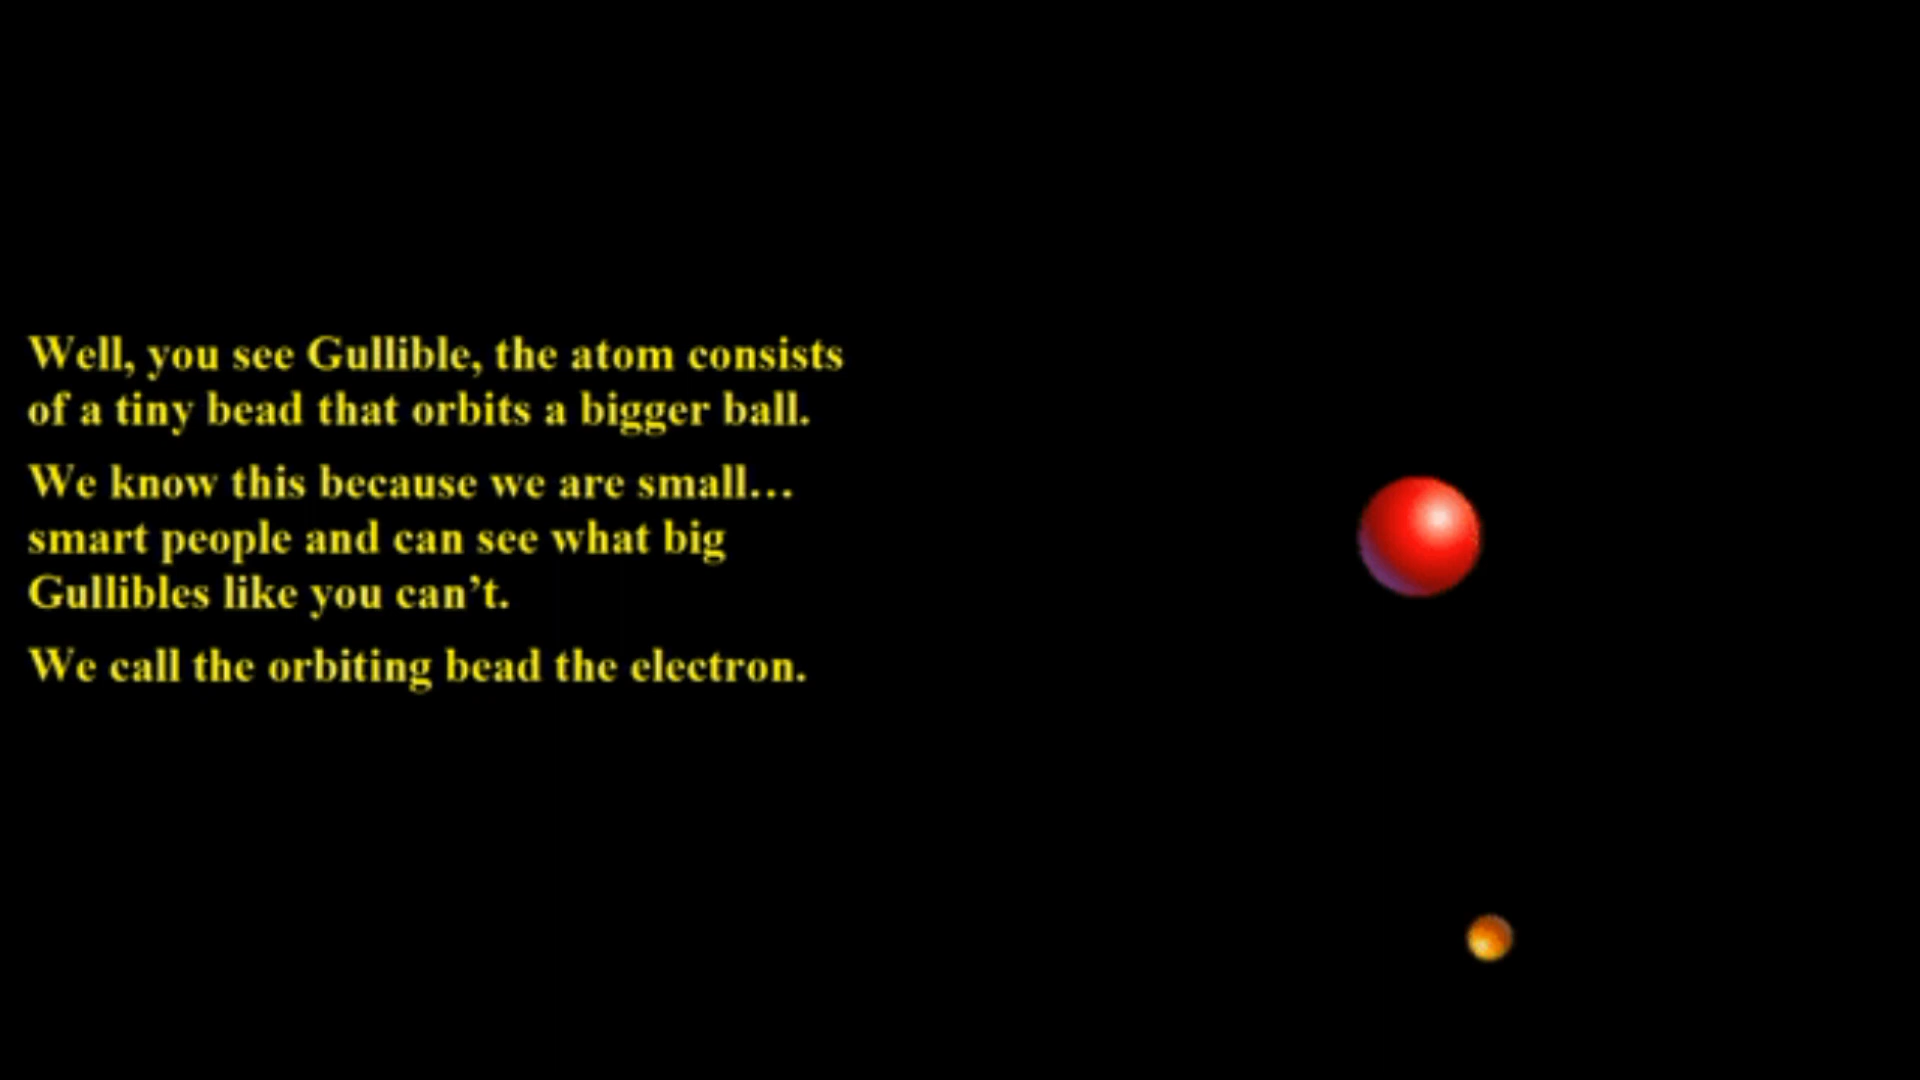 Well, you see Gullible, the atom consists
of a tiny bead that orbits a bigger ball.
We know this because we are small…
smart people and can see what big
Gullibles like you can’t.
We call the orbiting bead the electron.